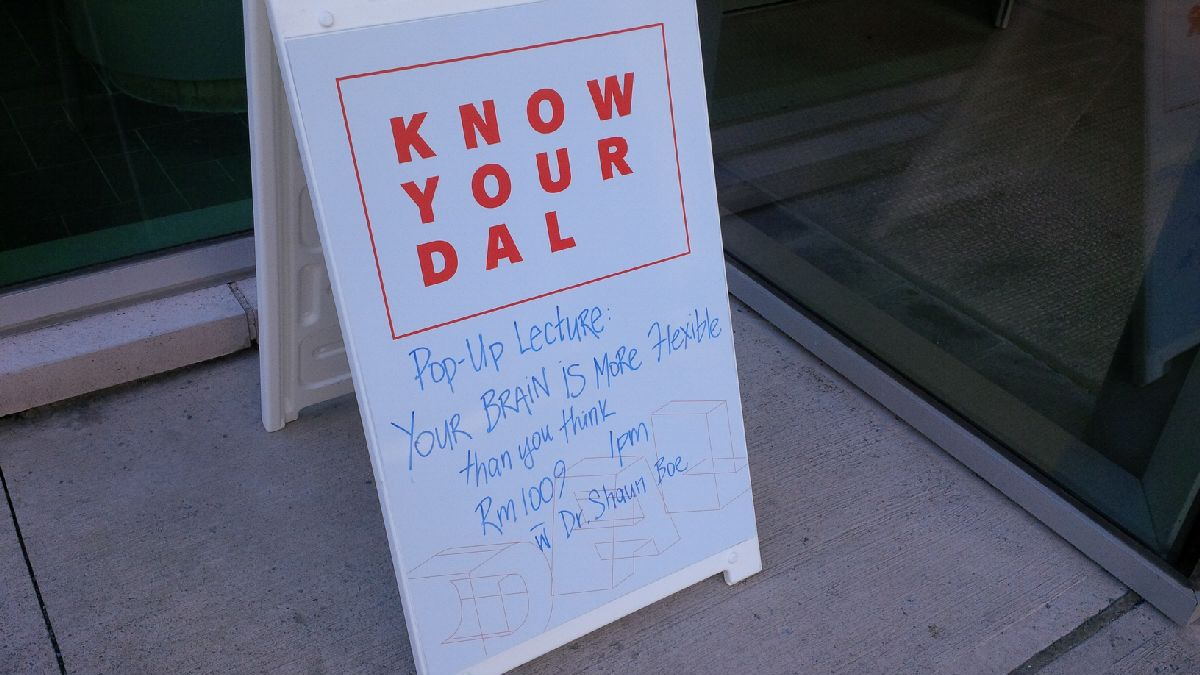 KNOW
YOUR
DAL
Pop-Up Lecture:
YOUR BRAIN IS MORE Flexible
than you think
Rm 1009 1pm
w̄ Dr. Shaun Boe